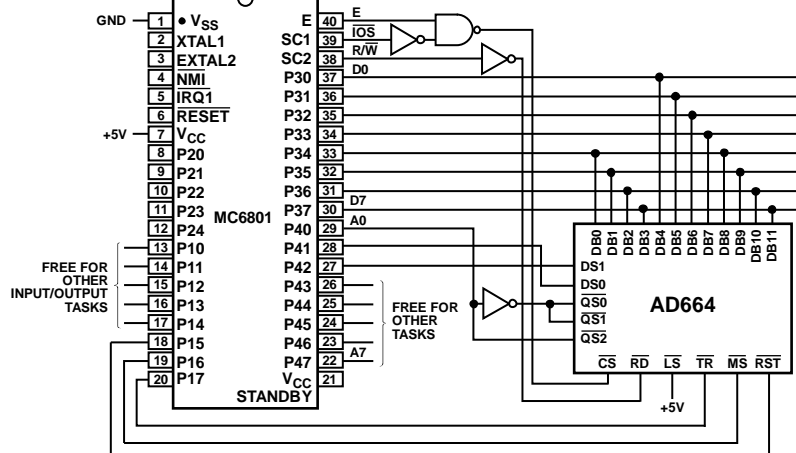 GND 1 • VSS E 40 E
2 XTAL1 SC1 39 IOS
3 EXTAL2 SC2 38 R/W
4 NMI P30 37 D0
5 IRQ1 P31 36
6 RESET P32 35
+5V 7 VCC P33 34
8 P20 P34 33
9 P21 P35 32
10 P22 P36 31
11 P23 P37 30 D7
12 P24 P40 29 A0
13 P10 P41 28
14 P11 P42 27
15 P12 P43 26
16 P13 P44 25
17 P14 P45 24
18 P15 P46 23
19 P16 P47 22 A7
20 P17 VCC 21
STANDBY
MC6801
FREE FOR
OTHER
INPUT/OUTPUT
TASKS
FREE FOR
OTHER
TASKS
DB0 DB1 DB2 DB3 DB4 DB5 DB6 DB7 DB8 DB9 DB10 DB11
DS1
DS0
QS0
QS1
QS2
AD664
CS RD LS TR MS RST
+5V